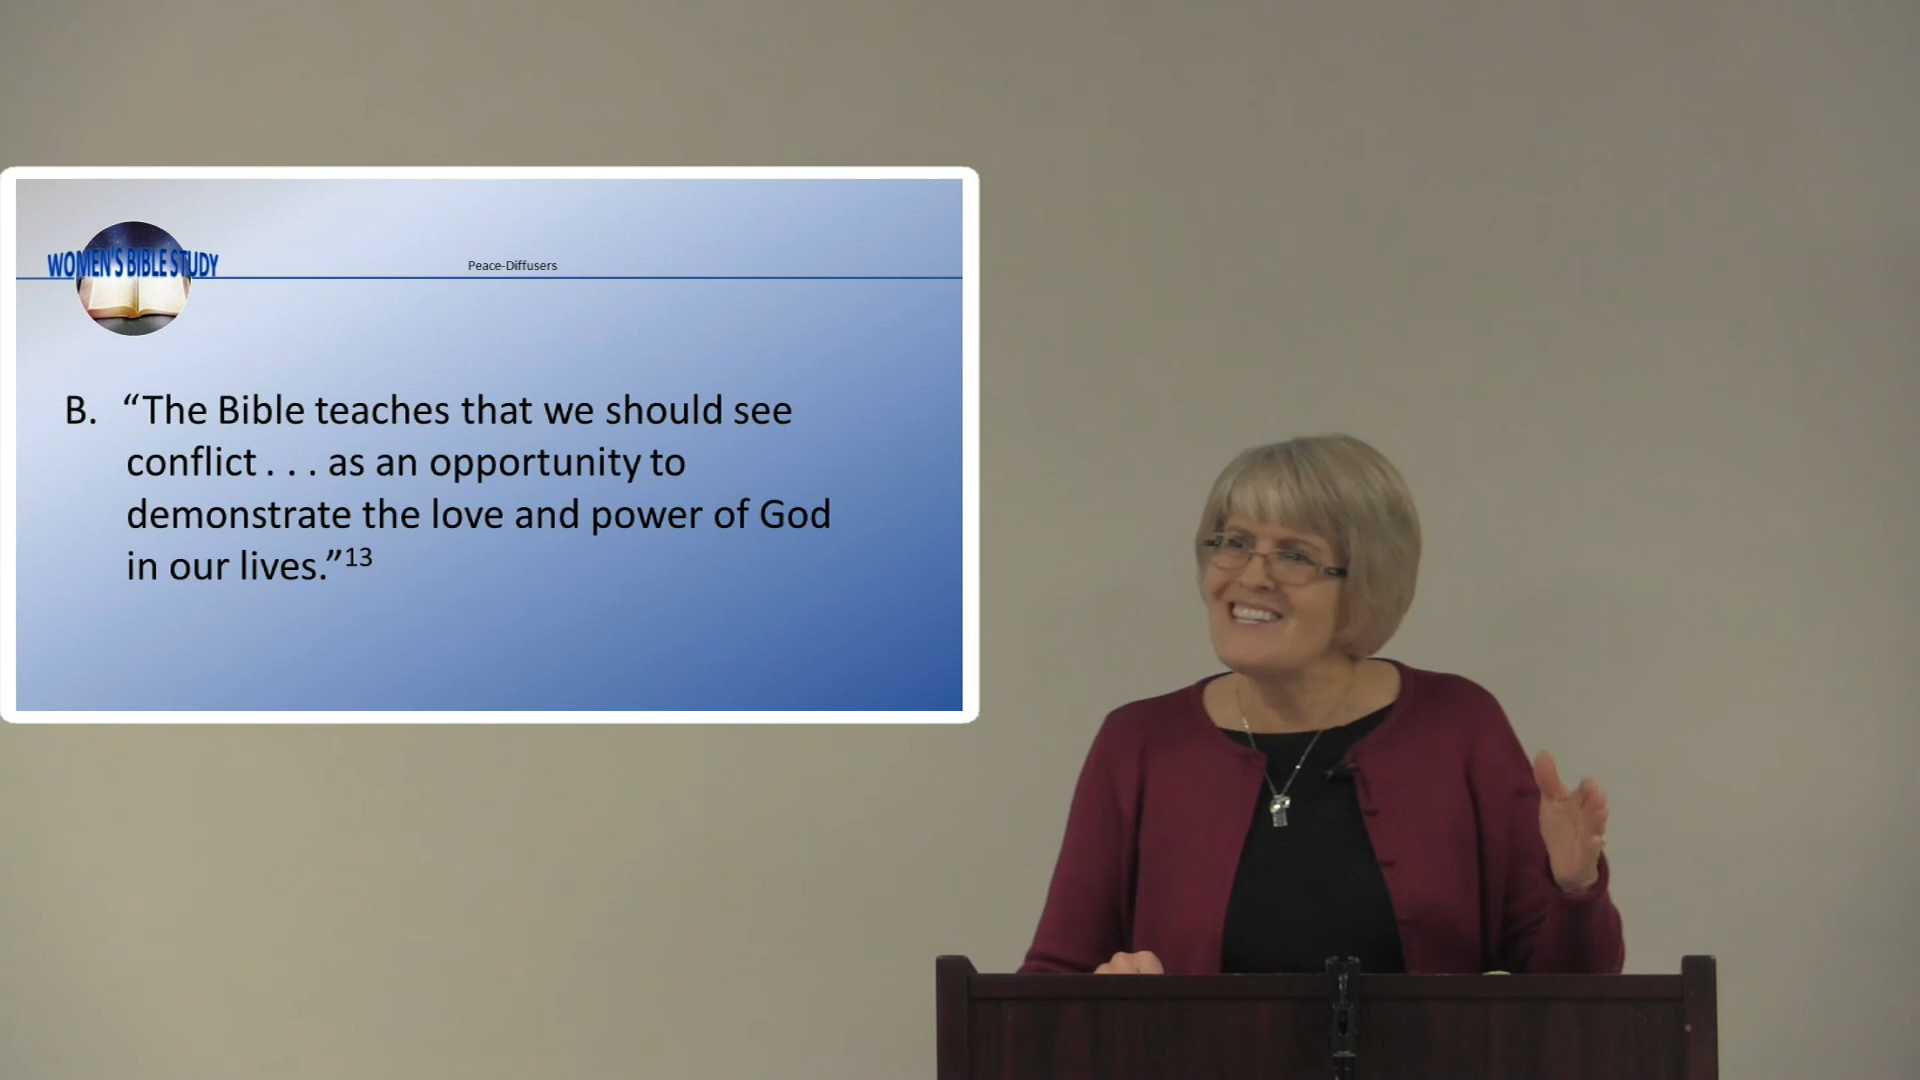 WOMEN'S BIBLE STUDY
Peace-Diffusers
B. “The Bible teaches that we should see
conflict . . . as an opportunity to
demonstrate the love and power of God
in our lives.”13